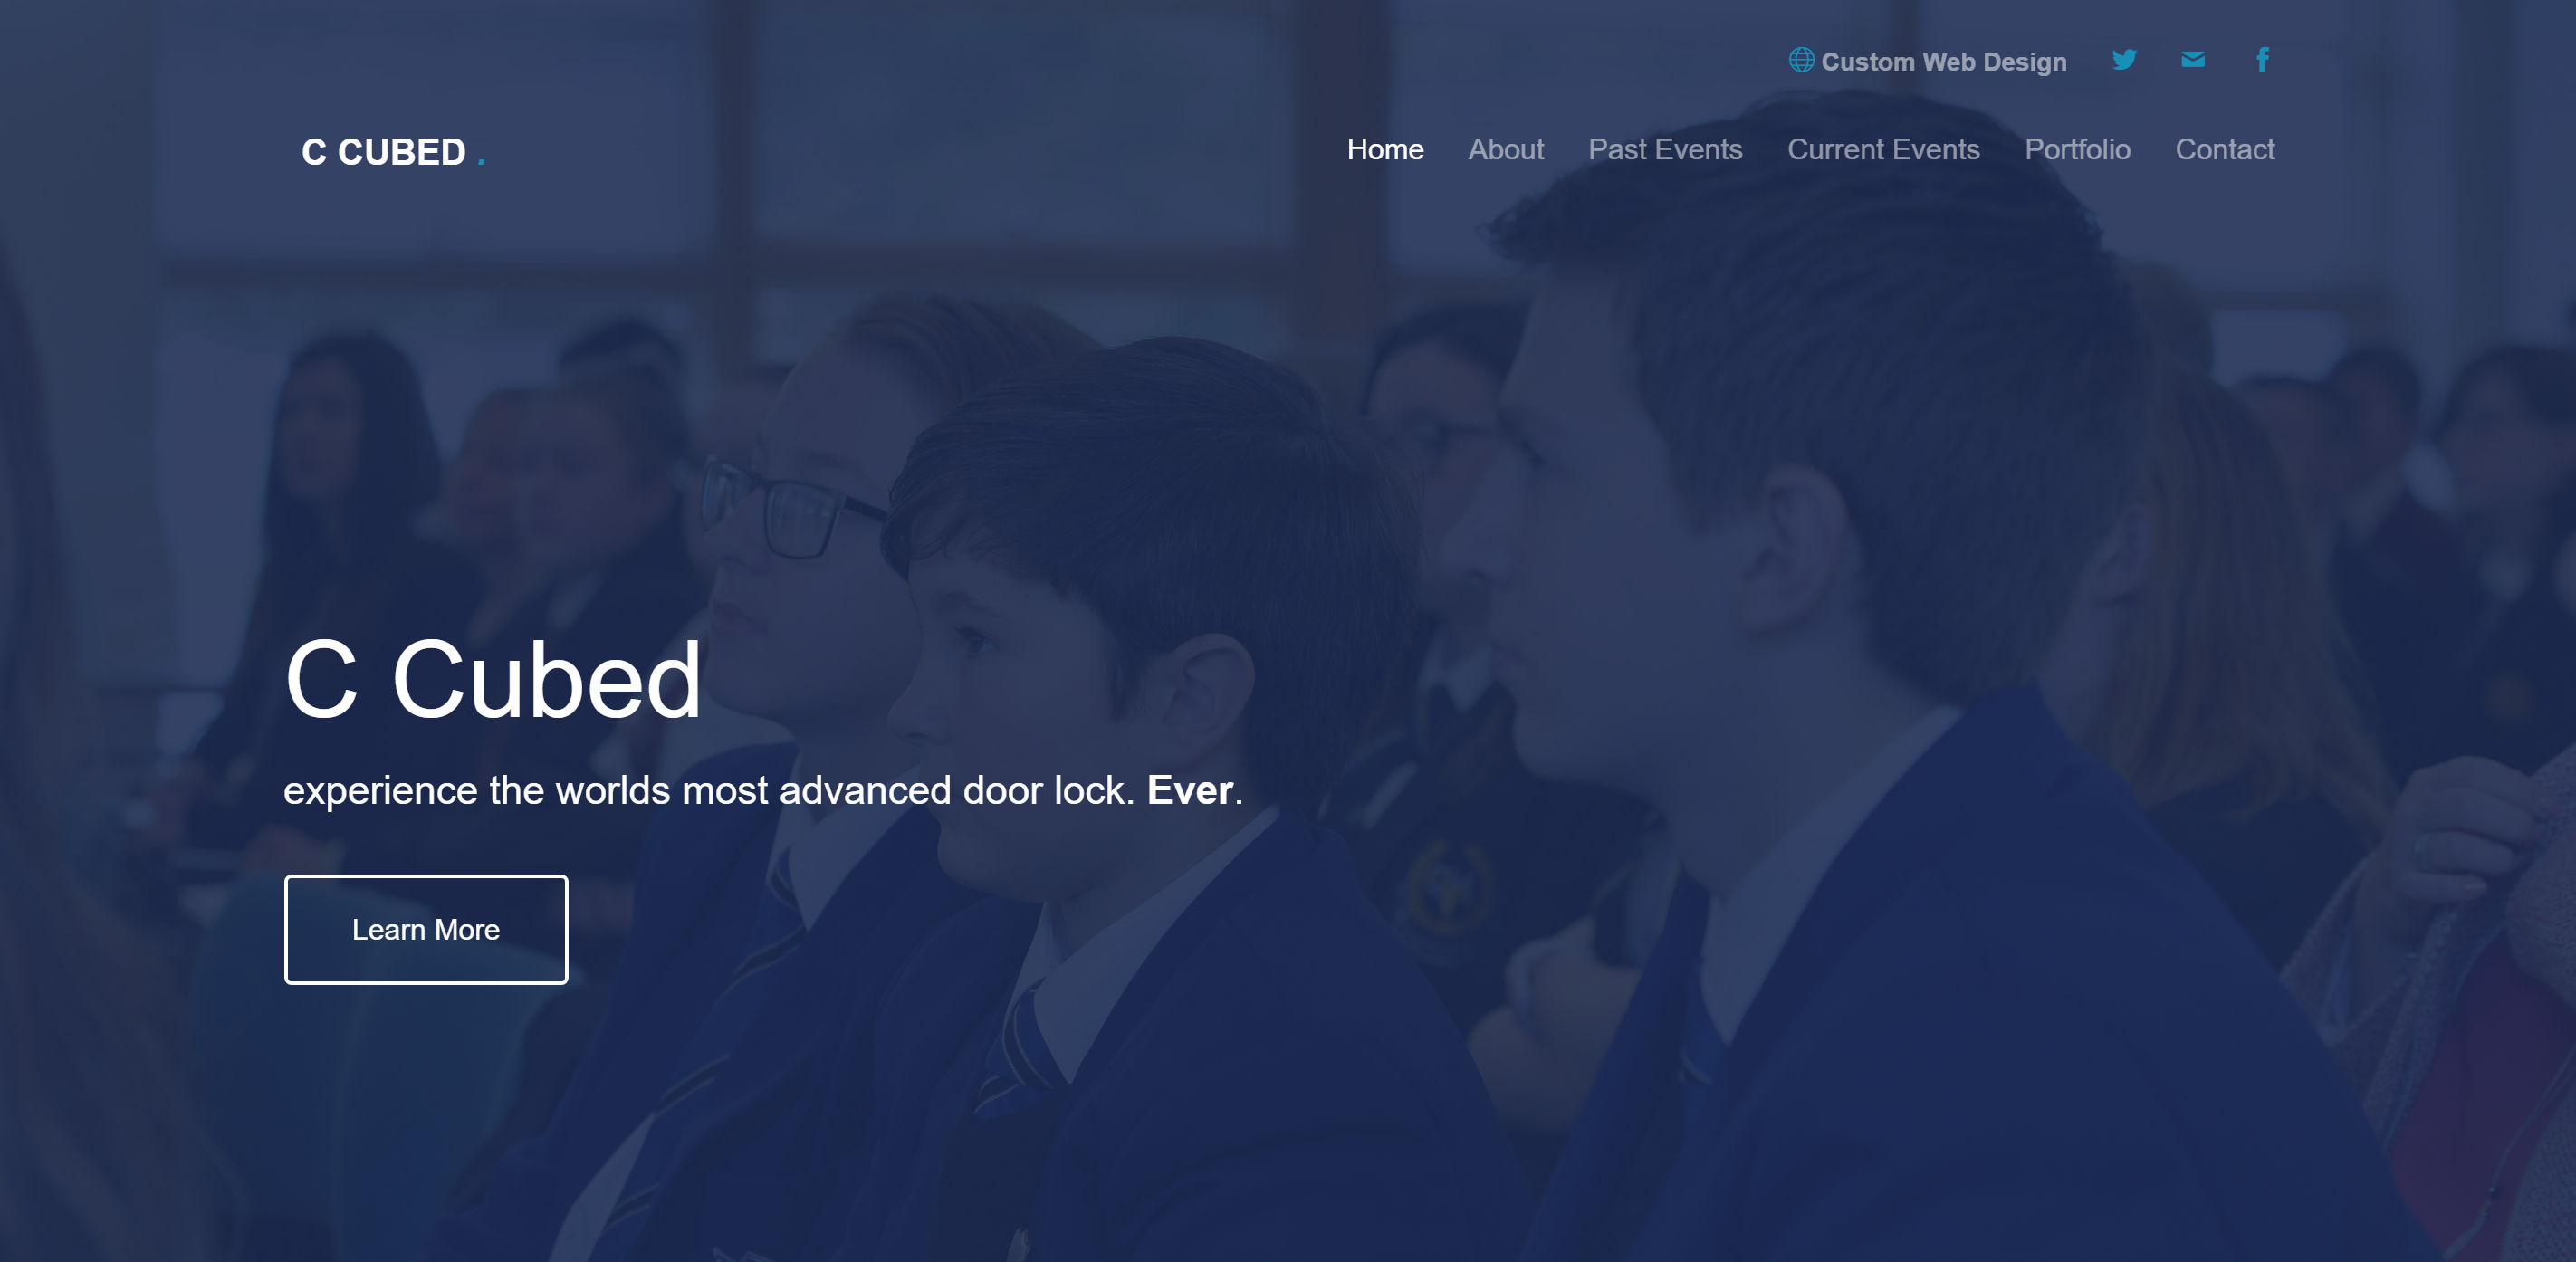 Custom Web Design
C CUBED .
Home About Past Events Current Events Portfolio Contact
C Cubed
experience the worlds most advanced door lock. Ever.
Learn More